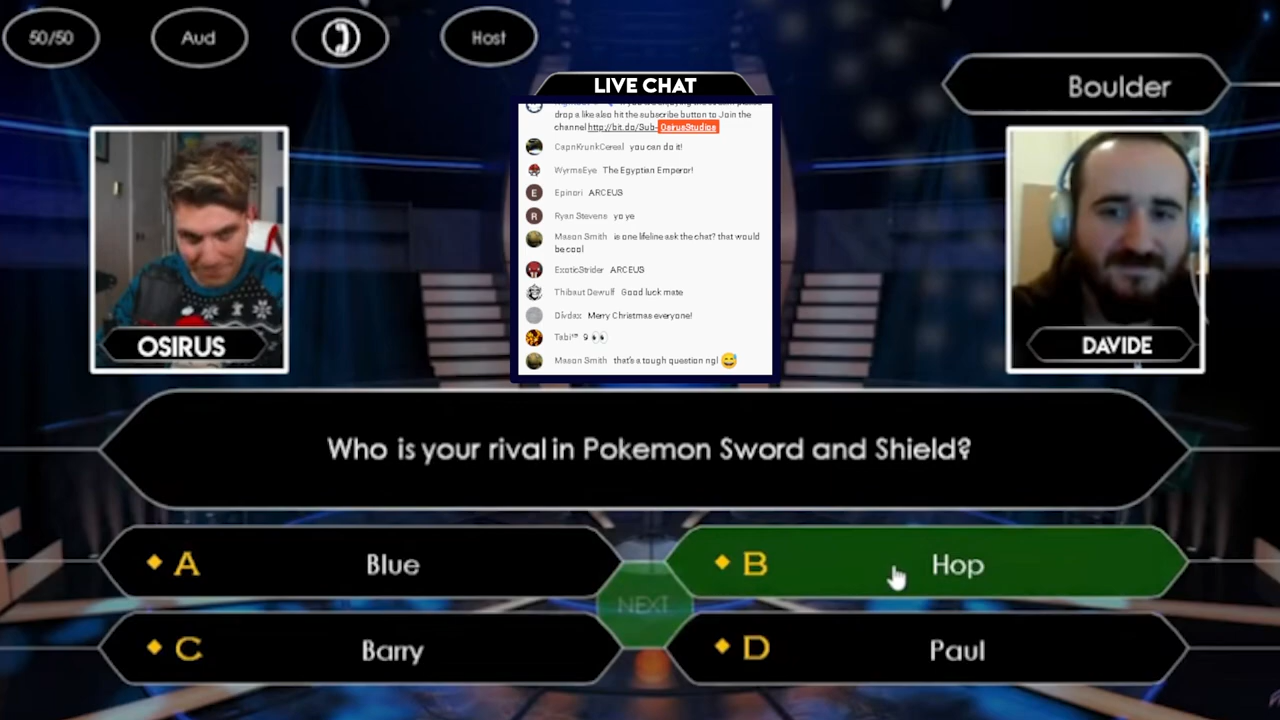 50/50
Aud
Host
Boulder
LIVE CHAT
drop a like also hit the subscribe button to Join the
channel http://bit.do/Sub-OsirusStudios
CapnKrunkCereal you can do it!
WyrmsEye The Egyptian Emperor!
E Epinori ARCEUS
R Ryan Stevens yo ye
Mason Smith is one lifeline ask the chat? that would
be cool
ExoticStrider ARCEUS
Thibaut Dewulf Good luck mate
Divdax Merry Christmas everyone!
Tabi 9 👀
Mason Smith that's a tough question ngl 😅
OSIRUS
DAVIDE
Who is your rival in Pokemon Sword and Shield?
A Blue
B Hop
NEXT
C Barry
D Paul